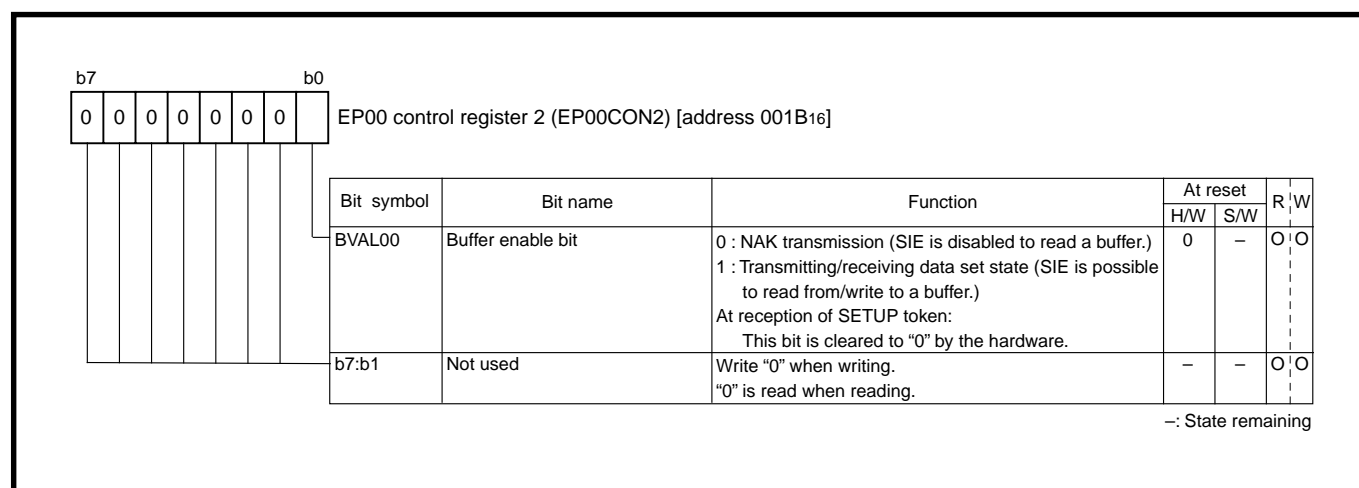 b7 b0
0 0 0 0 0 0 0 EP00 control register 2 (EP00CON2) [address 001B16]
Bit symbol Bit name Function At reset R W
H/W S/W
BVAL00 Buffer enable bit 0 : NAK transmission (SIE is disabled to read a buffer.) 0 – O O
1 : Transmitting/receiving data set state (SIE is possible
to read from/write to a buffer.)
At reception of SETUP token:
This bit is cleared to “0” by the hardware.
b7:b1 Not used Write “0” when writing. – – O O
“0” is read when reading.
–: State remaining